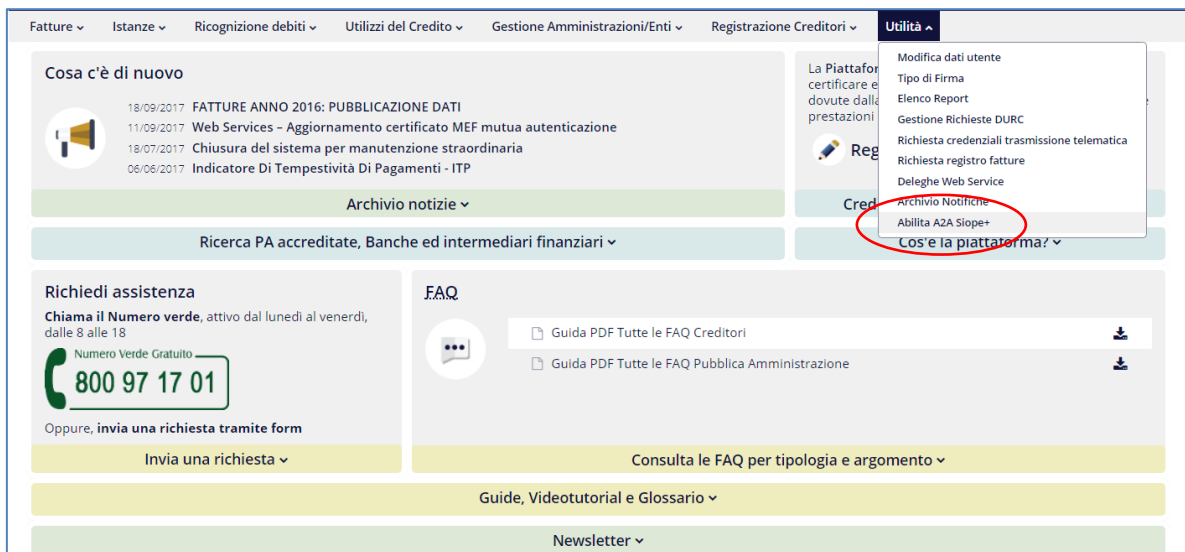 Fatture Istanze Ricognizione debiti Utilizzi del Credito Gestione Amministrazioni/Enti Registrazione Creditori Utilità
Modifica dati utente
Tipo di Firma
Elenco Report
Gestione Richieste DURC
Richiesta credenziali trasmissione telematica
Richiesta registro fatture
Deleghe Web Service
Archivio Notifiche
Abilita A2A Siope+
Cosa c'è di nuovo
18/09/2017 FATTURE ANNO 2016: PUBBLICAZIONE DATI
11/09/2017 Web Services – Aggiornamento certificato MEF mutua autenticazione
18/07/2017 Chiusura del sistema per manutenzione straordinaria
06/06/2017 Indicatore Di Tempestività Di Pagamenti - ITP
Archivio notizie
La Piattafor
certificare e
dovute dalla
prestazioni
Reg
Cred
Ricerca PA accreditate, Banche ed intermediari finanziari
Cos'è la piattaforma?
Richiedi assistenza
Chiama il Numero verde, attivo dal lunedì al venerdì,
dalle 8 alle 18
Numero Verde Gratuito
800 97 17 01
Oppure, invia una richiesta tramite form
Invia una richiesta
FAQ
Guida PDF Tutte le FAQ Creditori
Guida PDF Tutte le FAQ Pubblica Amministrazione
Consulta le FAQ per tipologia e argomento
Guide, Videotutorial e Glossario
Newsletter